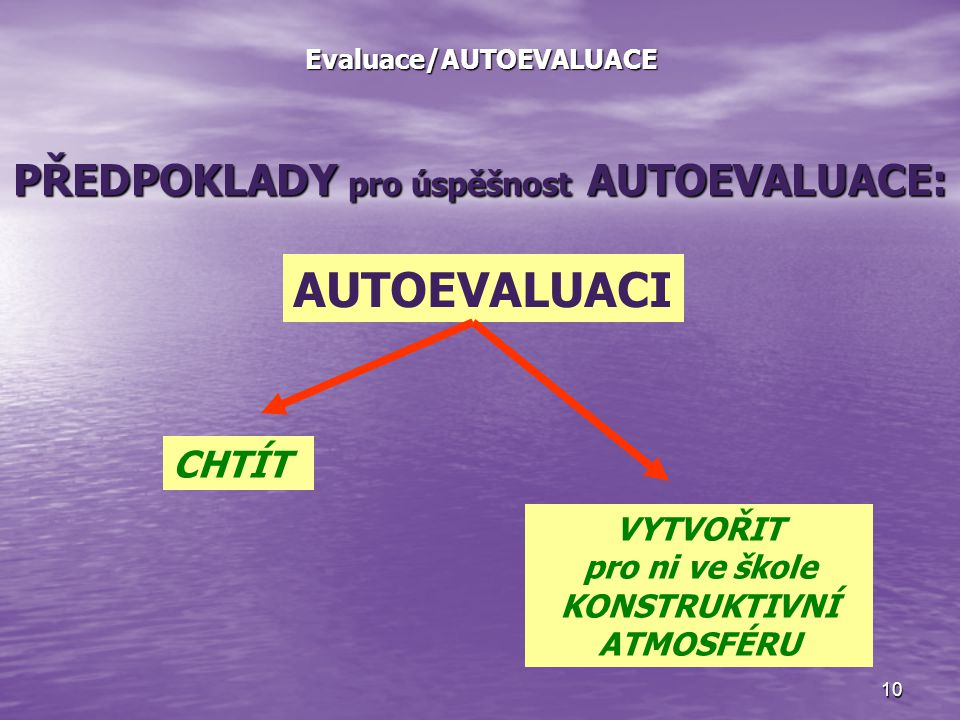 Evaluace/AUTOEVALUACE
PŘEDPOKLADY pro úspěšnost AUTOEVALUACE:
AUTOEVALUACI
CHTÍT
VYTVOŘIT
pro ni ve škole
KONSTRUKTIVNÍ
ATMOSFÉRU
10